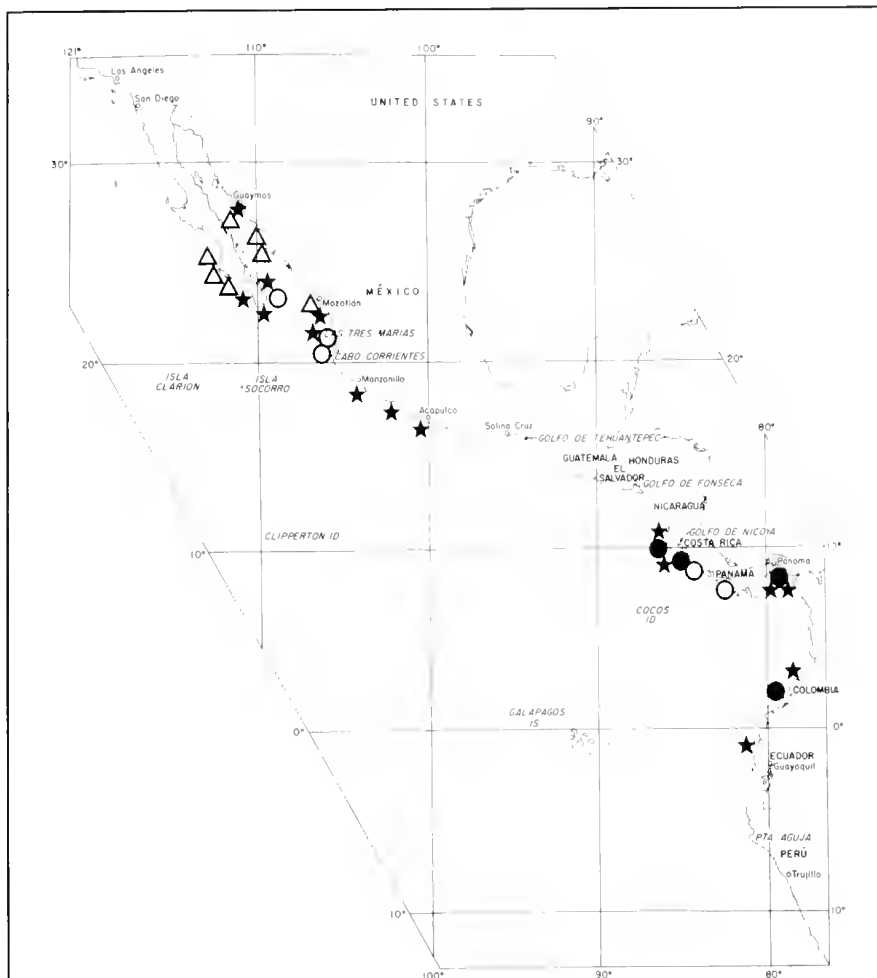 121° 110° 100°
Los Angeles
San Diego
UNITED STATES
90°
30° 30°
Guaymas
MÉXICO
Mazatlán
LAS TRES MARIAS
CABO CORRIENTES
20° 20°
ISLA CLARION
ISLA SOCORRO
Manzanillo
Acapulco
80°
Salina Cruz
GOLFO DE TEHUANTEPEC
GUATEMALA
HONDURAS
EL SALVADOR
GOLFO DE FONSECA
NICARAGUA
GOLFO DE NICOYA
CLIPPERTON ID
10°
COSTA RICA
Panama
PANAMÁ
COCOS ID
COLOMBIA
GALAPAGOS IS
0° 0°
ECUADOR
Guayaquil
PTA AGUJA
PERÚ
Trujillo
10° 10°
100° 90° 80°